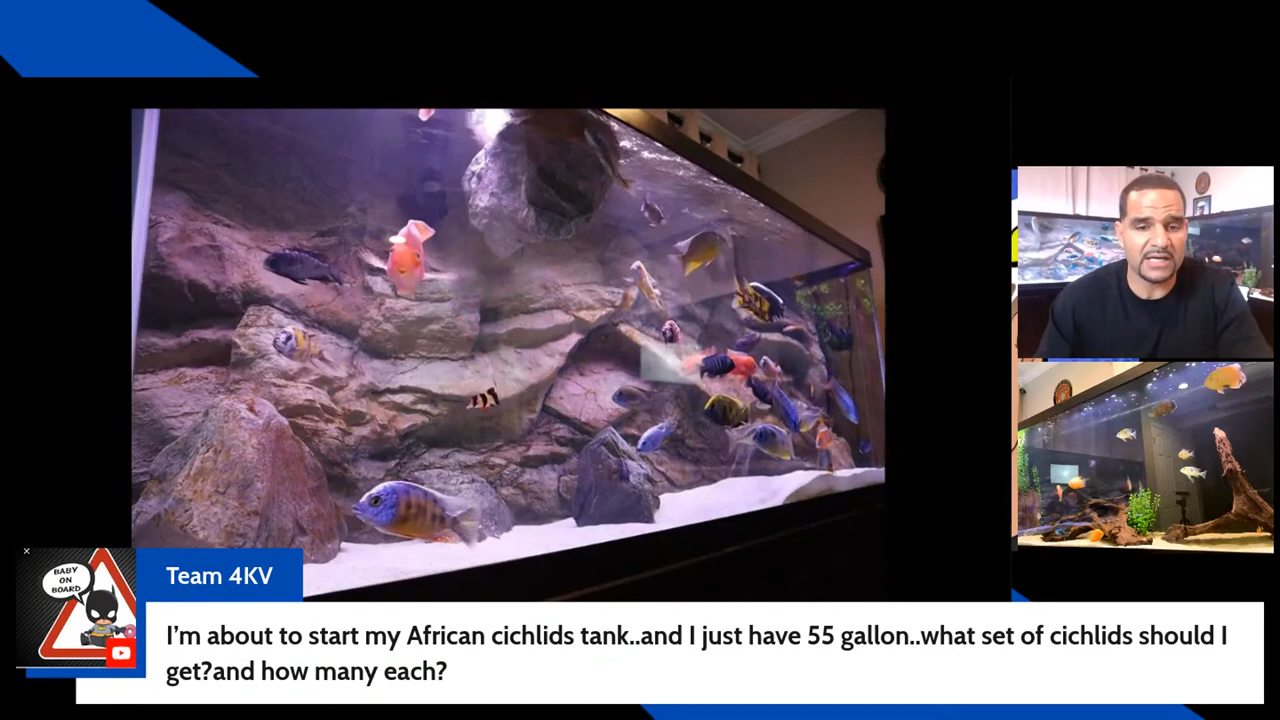 BABY
ON
BOARD
Team 4KV
I’m about to start my African cichlids tank..and I just have 55 gallon..what set of cichlids should I
get?and how many each?